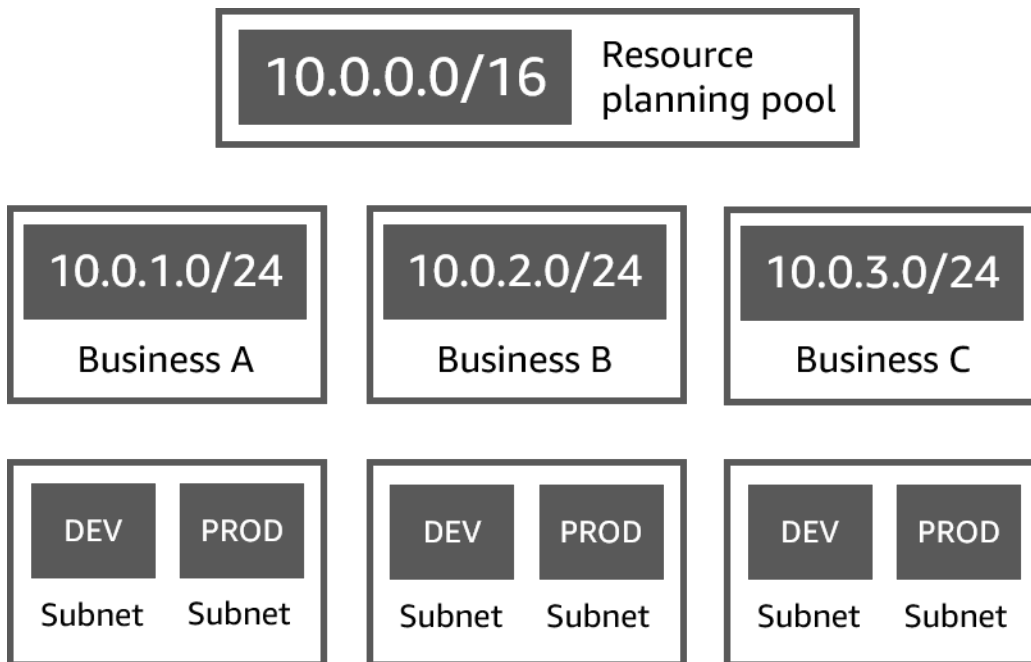 10.0.0.0/16
Resource
planning pool
10.0.1.0/24
Business A
10.0.2.0/24
Business B
10.0.3.0/24
Business C
DEV
PROD
Subnet
Subnet
DEV
PROD
Subnet
Subnet
DEV
PROD
Subnet
Subnet